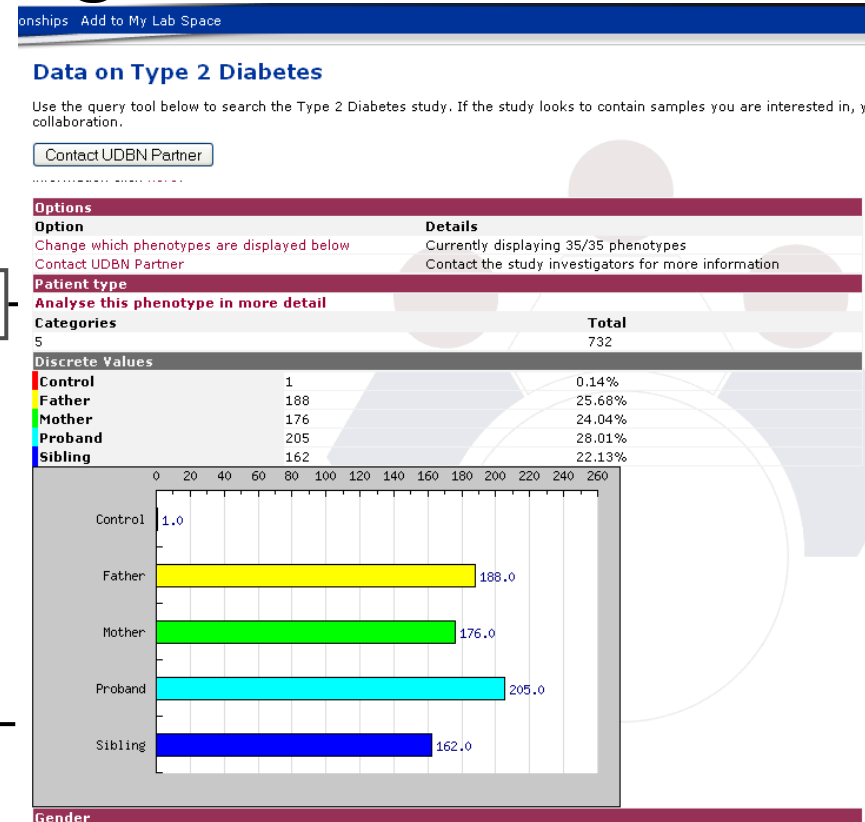 onships Add to My Lab Space
Data on Type 2 Diabetes
Use the query tool below to search the Type 2 Diabetes study. If the study looks to contain samples you are interested in, y
collaboration.
Contact UDBN Partner
Options
Option Details
Change which phenotypes are displayed below Currently displaying 35/35 phenotypes
Contact UDBN Partner Contact the study investigators for more information
Patient type
Analyse this phenotype in more detail
Categories Total
5 732
Discrete Values
Control 1 0.14%
Father 188 25.68%
Mother 176 24.04%
Proband 205 28.01%
Sibling 162 22.13%
0 20 40 60 80 100 120 140 160 180 200 220 240 260
Control 1.0
Father 188.0
Mother 176.0
Proband 205.0
Sibling 162.0
Gender